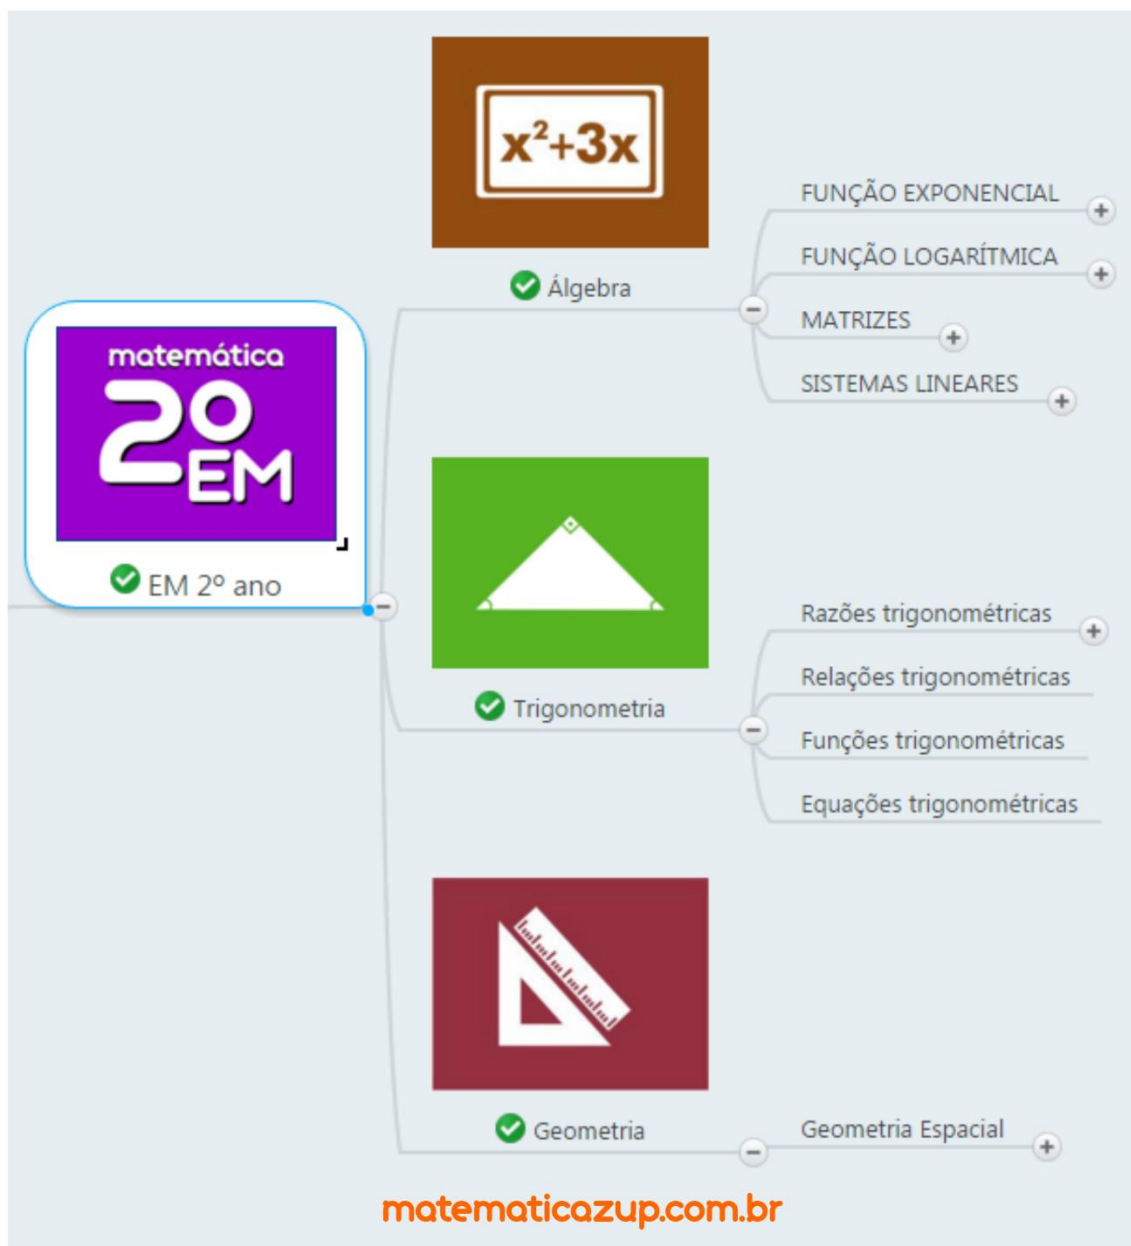 x²+3x
FUNÇÃO EXPONENCIAL
FUNÇÃO LOGARÍTMICA
Álgebra
MATRIZES
SISTEMAS LINEARES
matemática
2º
EM
EM 2º ano
Razões trigonométricas
Relações trigonométricas
Trigonometria
Funções trigonométricas
Equações trigonométricas
Geometria
Geometria Espacial
matematicazup.com.br